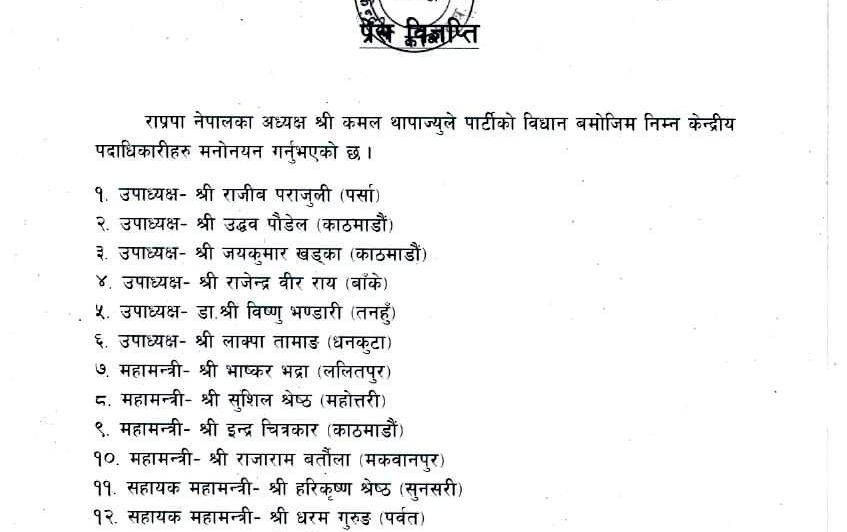 प्रेस विज्ञप्ति
राप्रपा नेपालका अध्यक्ष श्री कमल थापाज्युले पार्टीको विधान बमोजिम निम्न केन्द्रीय
पदाधिकारीहरु मनोनयन गर्नुभएको छ ।
१. उपाध्यक्ष- श्री राजीव पराजुली (पर्सा)
२. उपाध्यक्ष- श्री उद्धव पौडेल (काठमाडौं)
३. उपाध्यक्ष- श्री जयकुमार खड्का (काठमाडौं)
४. उपाध्यक्ष- श्री राजेन्द्र वीर राय (बाँके)
५. उपाध्यक्ष- डा.श्री विष्णु भण्डारी (तनहुँ)
६. उपाध्यक्ष- श्री लाक्पा तामाङ (धनकुटा)
७. महामन्त्री- श्री भाष्कर भद्रा (ललितपुर)
८. महामन्त्री- श्री सुशिल श्रेष्ठ (महोत्तरी)
९. महामन्त्री- श्री इन्द्र चित्रकार (काठमाडौं)
१०. महामन्त्री- श्री राजाराम बर्तौला (मकवानपुर)
११. सहायक महामन्त्री- श्री हरिकृष्ण श्रेष्ठ (सुनसरी)
१२. सहायक महामन्त्री- श्री धरम गुरुङ (पर्वत)